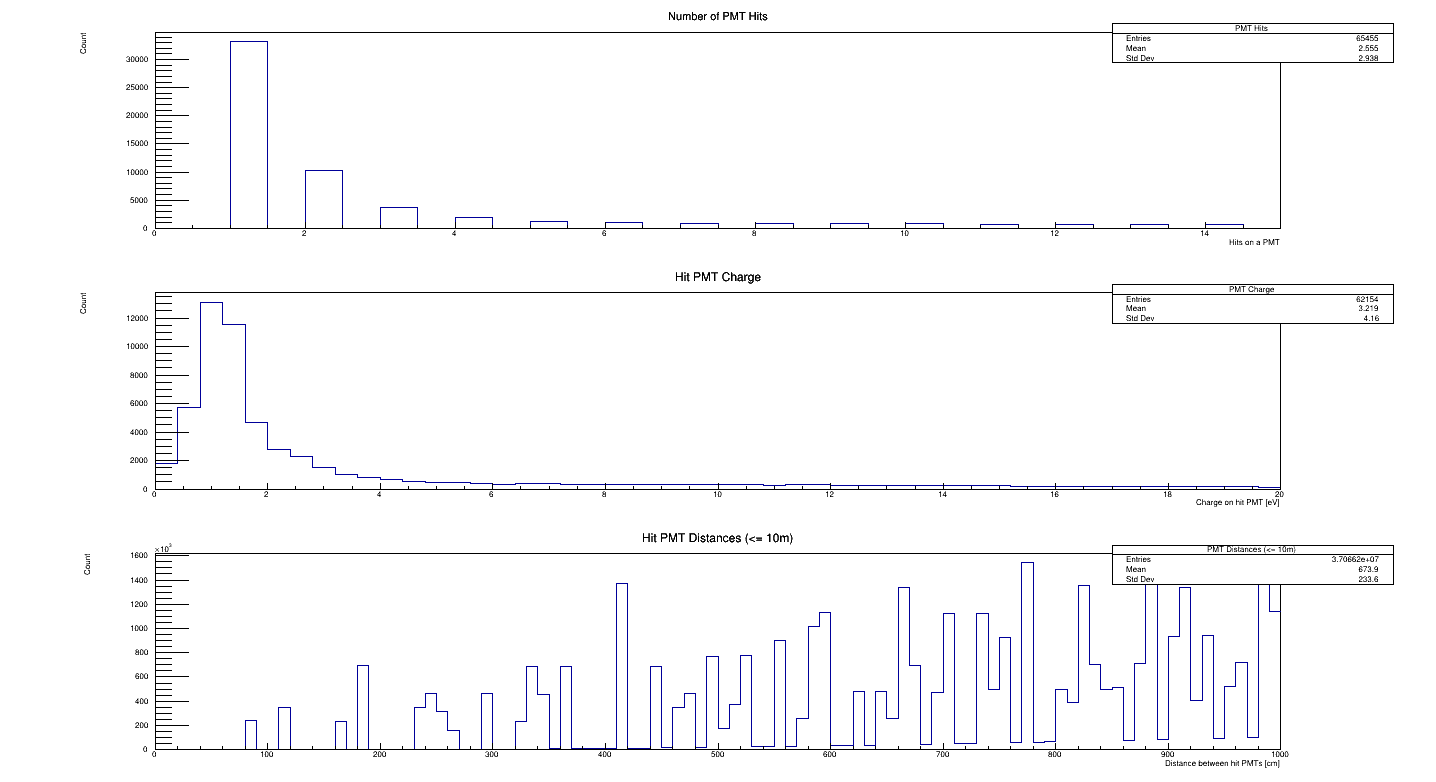 Number of PMT Hits
Count
PMT Hits
Entries 65455
Mean 2.555
Std Dev 2.938
30000
25000
20000
15000
10000
5000
0
0 2 4 6 8 10 12 14
Hits on a PMT
Hit PMT Charge
Count
PMT Charge
Entries 62154
Mean 3.219
Std Dev 4.16
12000
10000
8000
6000
4000
2000
0
0 2 4 6 8 10 12 14 16 18 20
Charge on hit PMT [eV]
Hit PMT Distances (<= 10m)
Count
×10³
PMT Distances (<= 10m)
Entries 3.70662e+07
Mean 673.9
Std Dev 233.6
1600
1400
1200
1000
800
600
400
200
0
0 100 200 300 400 500 600 700 800 900 1000
Distance between hit PMTs [cm]